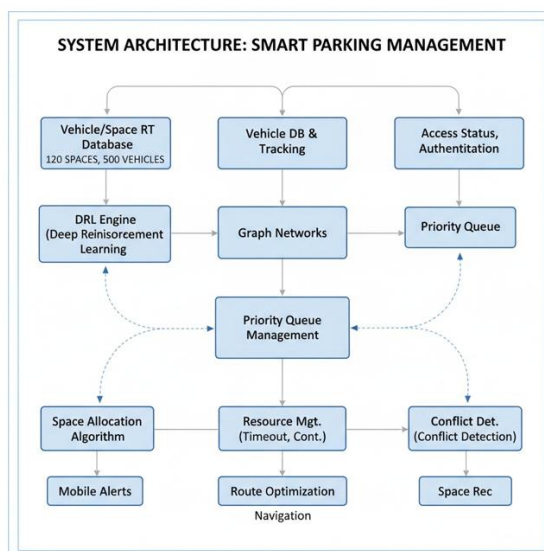 SYSTEM ARCHITECTURE: SMART PARKING MANAGEMENT
Vehicle/Space RT
Database
120 SPACES, 500 VEHICLES
Vehicle DB &
Tracking
Access Status,
Authentitation
DRL Engine
(Deep Reinisorcement
Learning
Graph Networks
Priority Queue
Priority Queue
Management
Space Allocation
Algorithm
Resource Mgt.
(Timeout, Cont.)
Conflict Det.
(Conflict Detection)
Mobile Alerts
Route Optimization
Space Rec
Navigation